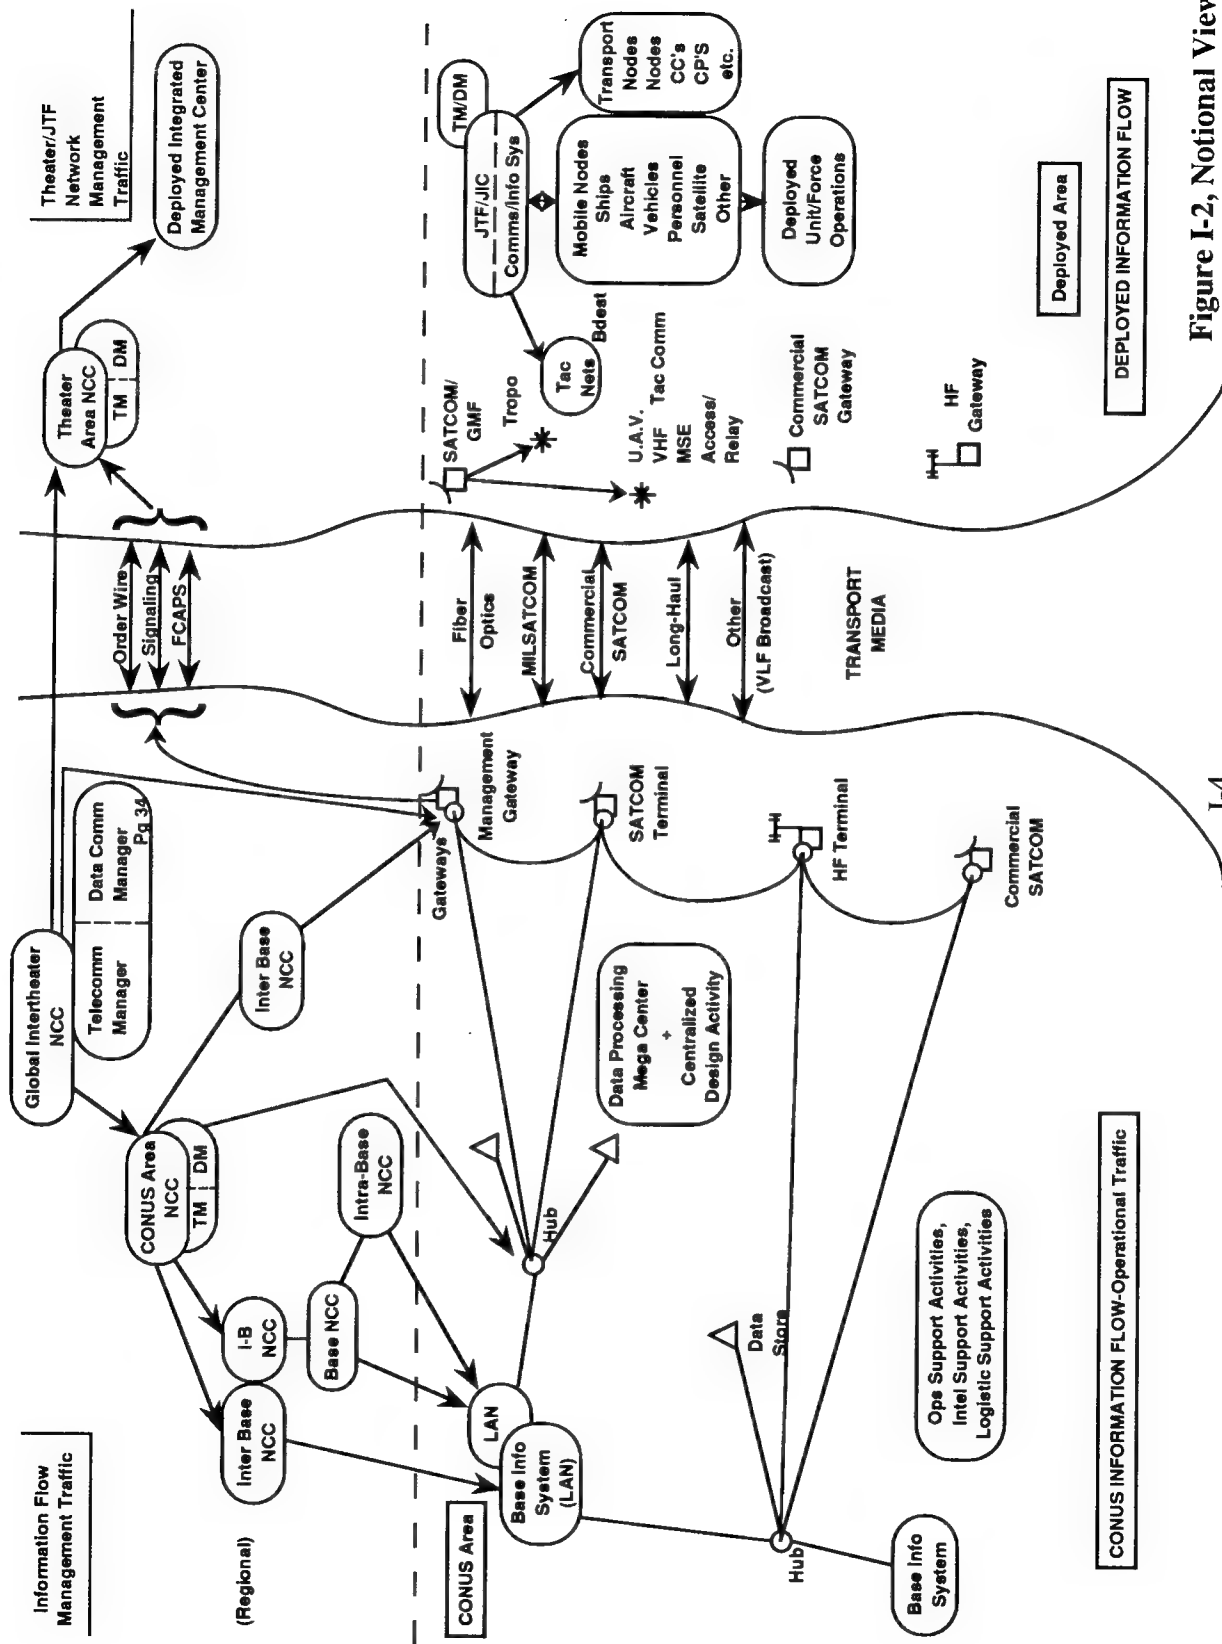 Information Flow
Management Traffic
(Regional)
Global Intertheater
NCC
Telecomm
Manager
Data Comm
Manager
Pg 34
CONUS Area
NCC
TM
DM
Inter Base
NCC
I-B
NCC
Inter Base
NCC
Base NCC
Intra-Base
NCC
Order Wire
Signaling
FCAPS
Theater
Area NCC
TM
DM
Theater/JTF
Network
Management
Traffic
Deployed Integrated
Management Center
CONUS Area
LAN
Base Info
System
(LAN)
Hub
Gateways
Management
Gateway
SATCOM
Terminal
HF Terminal
Commercial
SATCOM
Data Processing
Mega Center
+
Centralized
Design Activity
Data
Store
Hub
Base Info
System
Ops Support Activities,
Intel Support Activities,
Logistic Support Activities
CONUS INFORMATION FLOW-Operational Traffic
Fiber
Optics
MILSATCOM
Commercial
SATCOM
Long-Haul
Other
(VLF Broadcast)
TRANSPORT
MEDIA
SATCOM/
GMF
Tropo
U.A.V.
VHF Tac Comm
MSE
Access/
Relay
Commercial
SATCOM
Gateway
HF
Gateway
TM/DM
JTF/JIC
Comms/Info Sys
Tac
Nets
Bdest
Mobile Nodes
Ships
Aircraft
Vehicles
Personnel
Satellite
Other
Transport
Nodes
Nodes
CC's
CP'S
etc.
Deployed
Unit/Force
Operations
Deployed Area
DEPLOYED INFORMATION FLOW
Figure I-2, Notional View
I-4